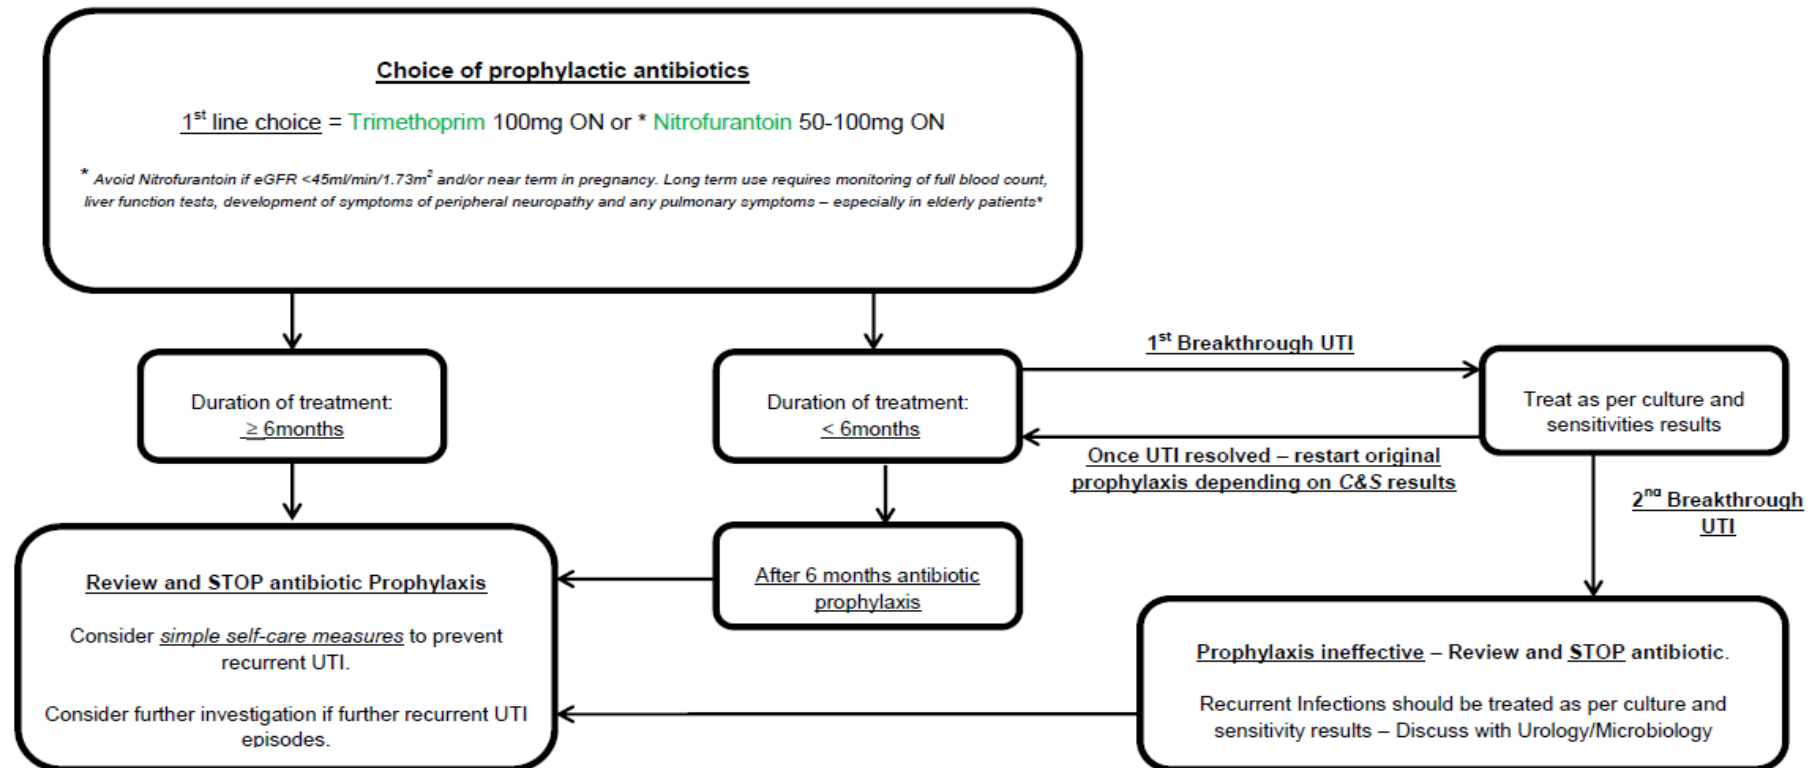 Choice of prophylactic antibiotics
1st line choice = Trimethoprim 100mg ON or * Nitrofurantoin 50-100mg ON
* Avoid Nitrofurantoin if eGFR <45ml/min/1.73m2 and/or near term in pregnancy. Long term use requires monitoring of full blood count,
liver function tests, development of symptoms of peripheral neuropathy and any pulmonary symptoms – especially in elderly patients*
Duration of treatment:
≥ 6months
Duration of treatment:
< 6months
1st Breakthrough UTI
Treat as per culture and
sensitivities results
Once UTI resolved – restart original
prophylaxis depending on C&S results
2nd Breakthrough
UTI
After 6 months antibiotic
prophylaxis
Review and STOP antibiotic Prophylaxis
Consider simple self-care measures to prevent
recurrent UTI.
Consider further investigation if further recurrent UTI
episodes.
Prophylaxis ineffective – Review and STOP antibiotic.
Recurrent Infections should be treated as per culture and
sensitivity results – Discuss with Urology/Microbiology